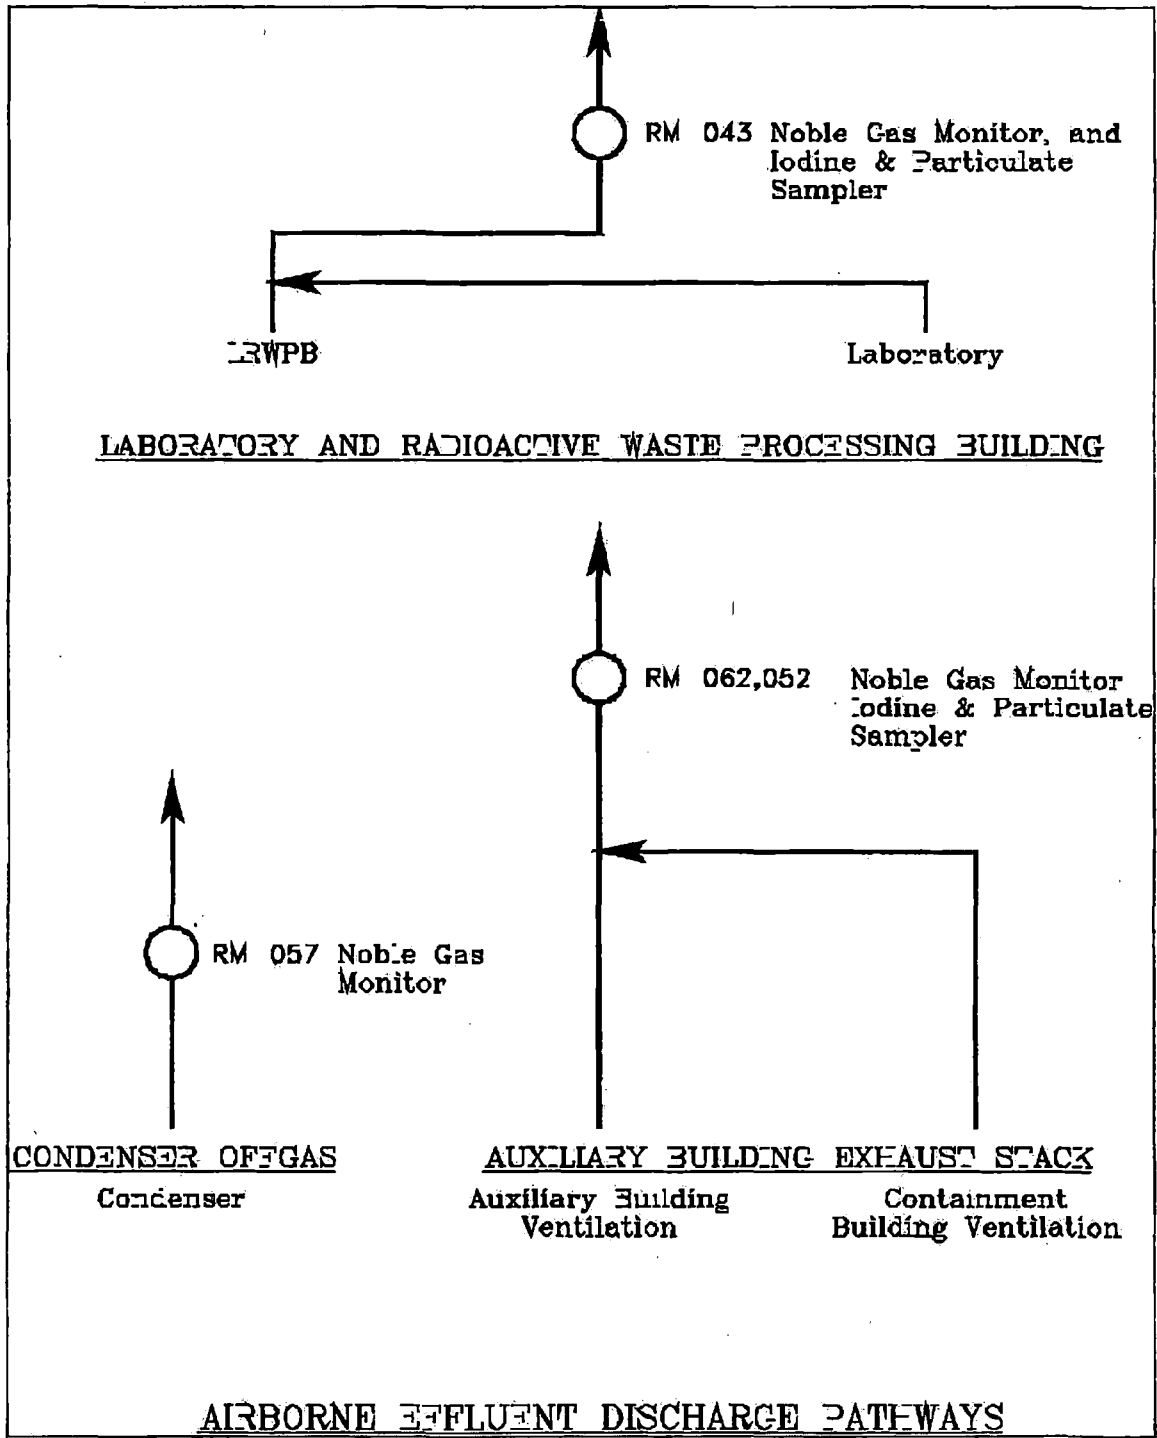 RM 043 Noble Gas Monitor, and
Iodine & Particulate
Sampler
Laboratory
LABORATORY AND RADIOACTIVE WASTE PROCESSING BUILDING
RM 062,052 Noble Gas Monitor
Iodine & Particulate
Sampler
RM 057 Noble Gas
Monitor
CONDENSER OFFGAS
AUXILIARY BUILDING EXHAUST STACK
Condenser
Auxiliary Building
Ventilation
Containment
Building Ventilation
AIRBORNE EFFLUENT DISCHARGE PATHWAYS